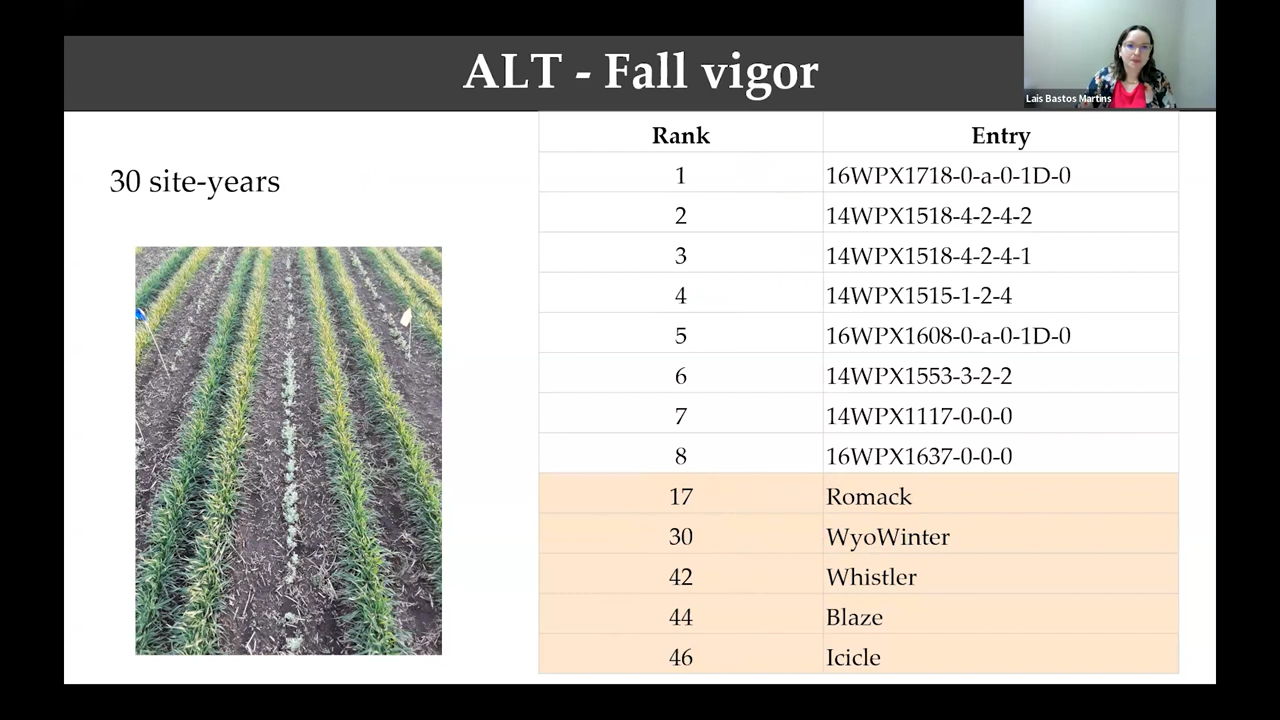 ALT - Fall vigor
Lais Bastos Martins
30 site-years
Rank Entry
1 16WPX1718-0-a-0-1D-0
2 14WPX1518-4-2-4-2
3 14WPX1518-4-2-4-1
4 14WPX1515-1-2-4
5 16WPX1608-0-a-0-1D-0
6 14WPX1553-3-2-2
7 14WPX1117-0-0-0
8 16WPX1637-0-0-0
17 Romack
30 WyoWinter
42 Whistler
44 Blaze
46 Icicle